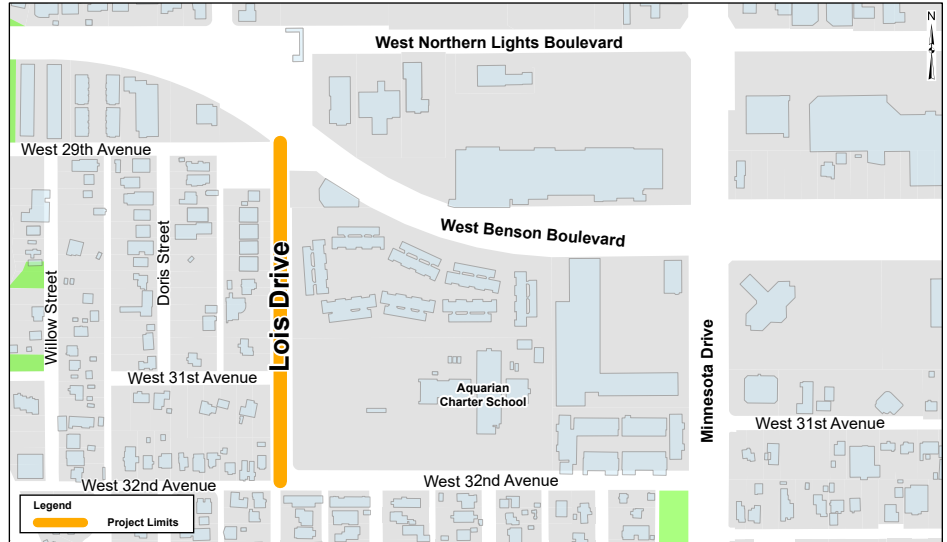 West Northern Lights Boulevard
N
West 29th Avenue
West Benson Boulevard
Doris Street
Willow Street
Lois Drive
Minnesota Drive
West 31st Avenue
Aquarian
Charter School
West 31st Avenue
West 32nd Avenue
West 32nd Avenue
Legend
Project Limits